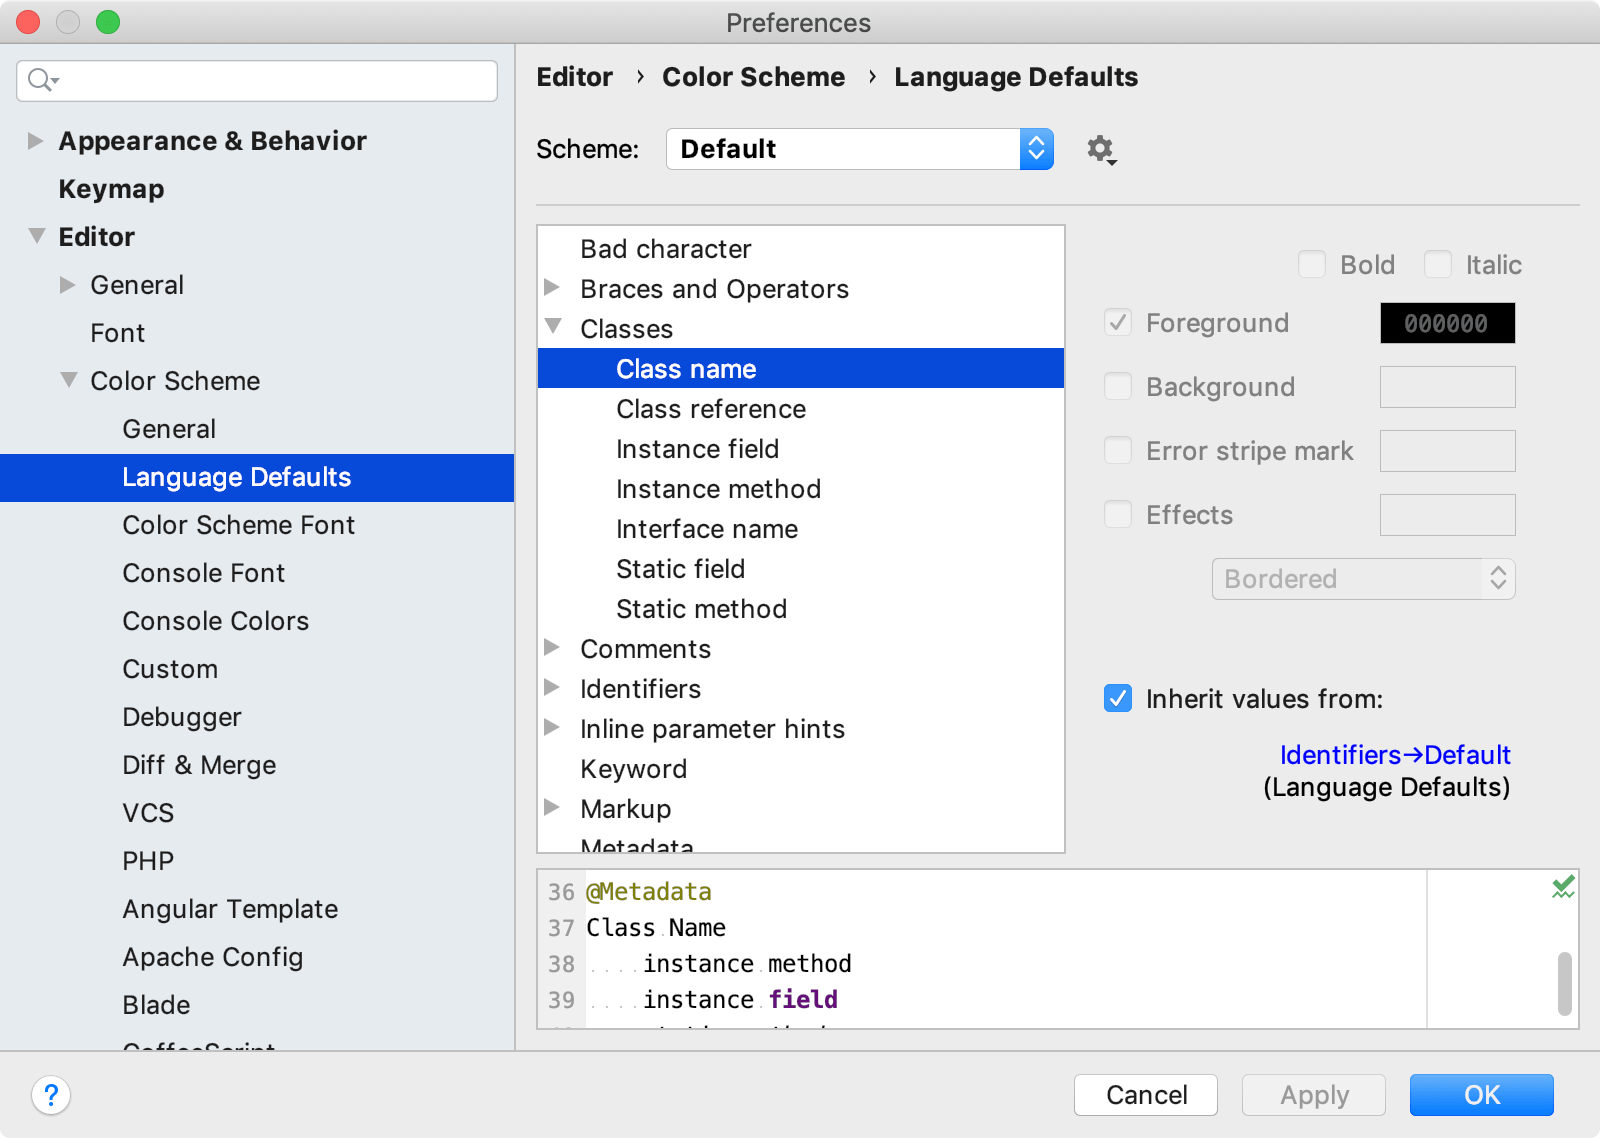 Preferences
Appearance & Behavior
Keymap
Editor
General
Font
Color Scheme
General
Language Defaults
Color Scheme Font
Console Font
Console Colors
Custom
Debugger
Diff & Merge
VCS
PHP
Angular Template
Apache Config
Blade
CoffeeScript
Editor › Color Scheme › Language Defaults
Scheme: Default
Bad character
Braces and Operators
Classes
Class name
Class reference
Instance field
Instance method
Interface name
Static field
Static method
Comments
Identifiers
Inline parameter hints
Keyword
Markup
Metadata
Bold Italic
Foreground 000000
Background
Error stripe mark
Effects
Bordered
Inherit values from:
Identifiers→Default
(Language Defaults)
36 @Metadata
37 Class Name
38 instance method
39 instance field
? Cancel Apply OK